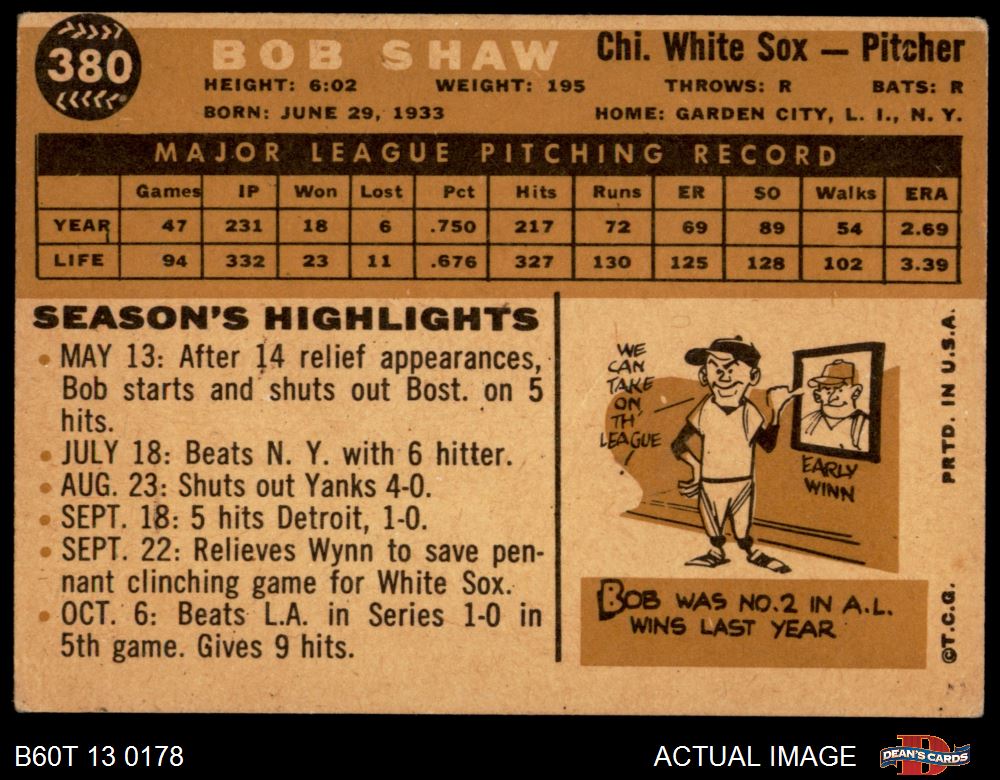 380
BOB SHAW
Chi. White Sox — Pitcher
HEIGHT: 6:02 WEIGHT: 195 THROWS: R BATS: R
BORN: JUNE 29, 1933 HOME: GARDEN CITY, L. I., N. Y.
MAJOR LEAGUE PITCHING RECORD
Games IP Won Lost Pct Hits Runs ER SO Walks ERA
YEAR 47 231 18 6 .750 217 72 69 89 54 2.69
LIFE 94 332 23 11 .676 327 130 125 128 102 3.39
SEASON'S HIGHLIGHTS
• MAY 13: After 14 relief appearances,
Bob starts and shuts out Bost. on 5
hits.
• JULY 18: Beats N. Y. with 6 hitter.
• AUG. 23: Shuts out Yanks 4-0.
• SEPT. 18: 5 hits Detroit, 1-0.
• SEPT. 22: Relieves Wynn to save pen-
nant clinching game for White Sox.
• OCT. 6: Beats L.A. in Series 1-0 in
5th game. Gives 9 hits.
WE
CAN
TAKE
ON
TH'
LEAGUE
EARLY
WINN
BOB WAS NO.2 IN A.L.
WINS LAST YEAR
PRTD. IN U.S.A.
©T.C.G.
B60T 13 0178
ACTUAL IMAGE
DEAN'S CARDS